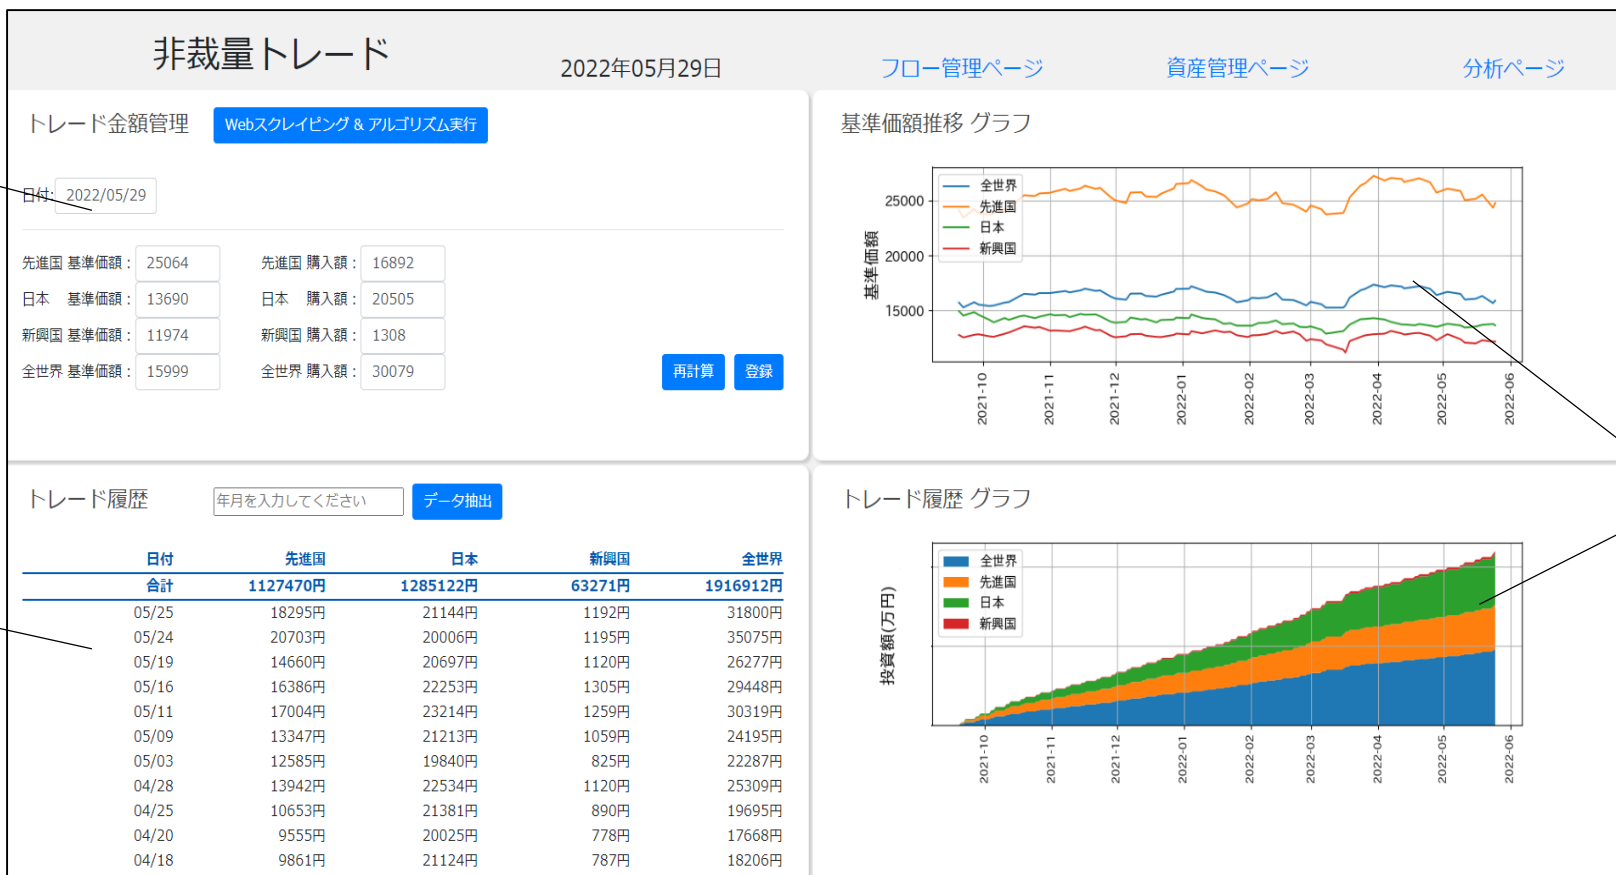 非裁量トレード 2022年05月29日 フロー管理ページ 資産管理ページ 分析ページ
トレード金額管理 Webスクレイピング & アルゴリズム実行
日付: 2022/05/29
先進国 基準価額: 25064 先進国 購入額: 16892
日本 基準価額: 13690 日本 購入額: 20505
新興国 基準価額: 11974 新興国 購入額: 1308
全世界 基準価額: 15999 全世界 購入額: 30079
再計算 登録
基準価額推移 グラフ
全世界
先進国
日本
新興国
基準価額
25000
20000
15000
2021-10 2021-11 2021-12 2022-01 2022-02 2022-03 2022-04 2022-05 2022-06
トレード履歴 年月を入力してください データ抽出
日付 先進国 日本 新興国 全世界
合計 1127470円 1285122円 63271円 1916912円
05/25 18295円 21144円 1192円 31800円
05/24 20703円 20006円 1195円 35075円
05/19 14660円 20697円 1120円 26277円
05/16 16386円 22253円 1305円 29448円
05/11 17004円 23214円 1259円 30319円
05/09 13347円 21213円 1059円 24195円
05/03 12585円 19840円 825円 22287円
04/28 13942円 22534円 1120円 25309円
04/25 10653円 21381円 890円 19695円
04/20 9555円 20025円 778円 17668円
04/18 9861円 21124円 787円 18206円
トレード履歴 グラフ
全世界
先進国
日本
新興国
投資額(万円)
2021-10 2021-11 2021-12 2022-01 2022-02 2022-03 2022-04 2022-05 2022-06